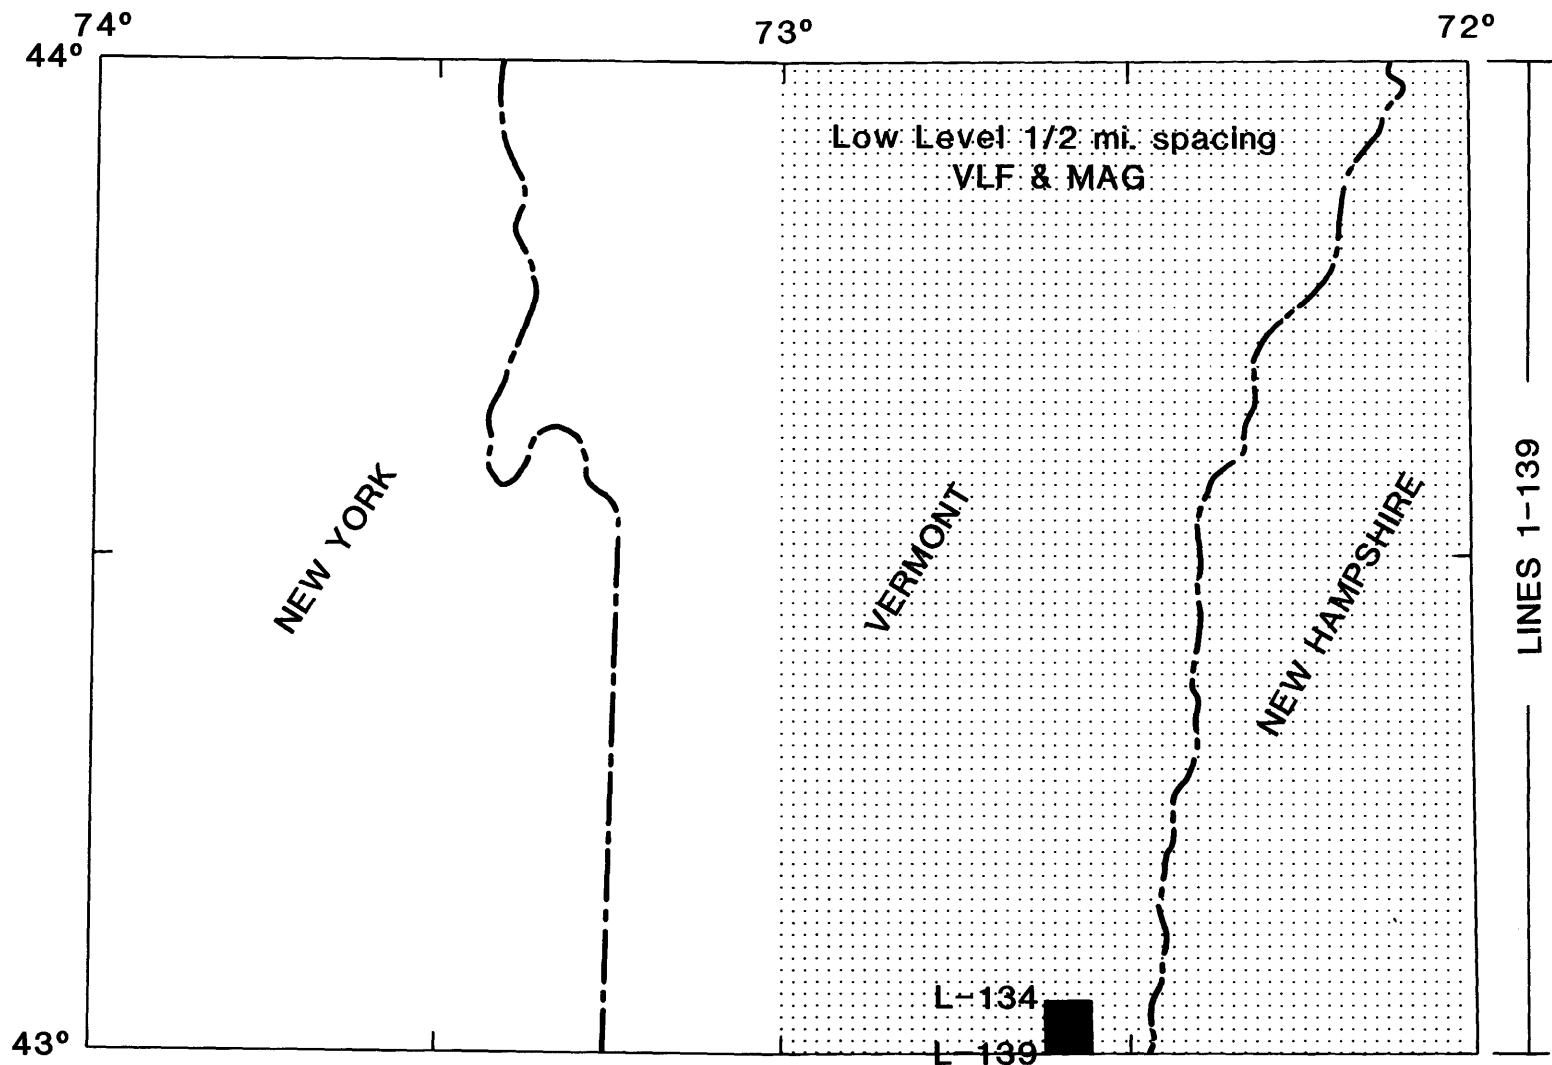 74°
73°
72°
44°
Low Level 1/2 mi. spacing
VLF & MAG
NEW YORK
VERMONT
NEW HAMPSHIRE
LINES 1-139
L-134
L-139
43°